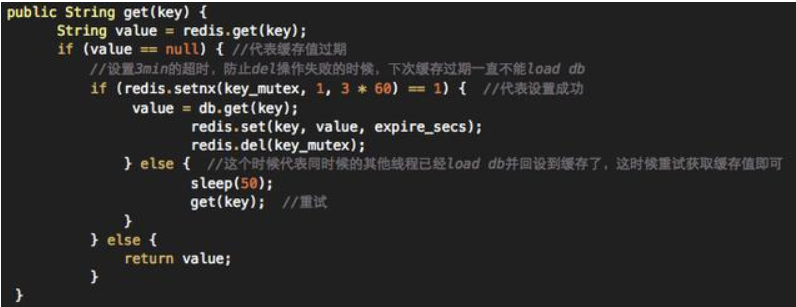 public String get(key) {
String value = redis.get(key);
if (value == null) { //代表缓存值过期
//设置3min的超时，防止del操作失败的时候，下次缓存过期一直不能load db
if (redis.setnx(key_mutex, 1, 3 * 60) == 1) { //代表设置成功
value = db.get(key);
redis.set(key, value, expire_secs);
redis.del(key_mutex);
} else { //这个时候代表同时候的其他线程已经load db并回设到缓存了，这时候重试获取缓存值即可
sleep(50);
get(key); //重试
}
} else {
return value;
}
}